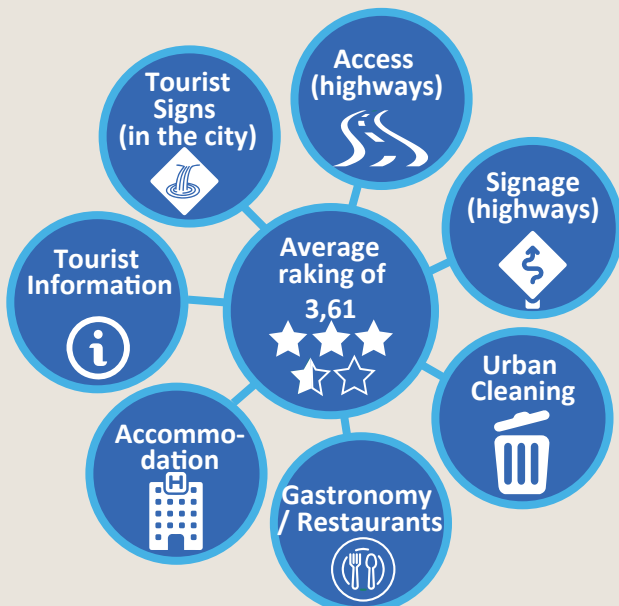 Tourist
Signs
(in the city)
Access
(highways)
Signage
(highways)
Tourist
Information
Average
raking of
3,61
Urban
Cleaning
Accommo-
dation
H
Gastronomy
/ Restaurants